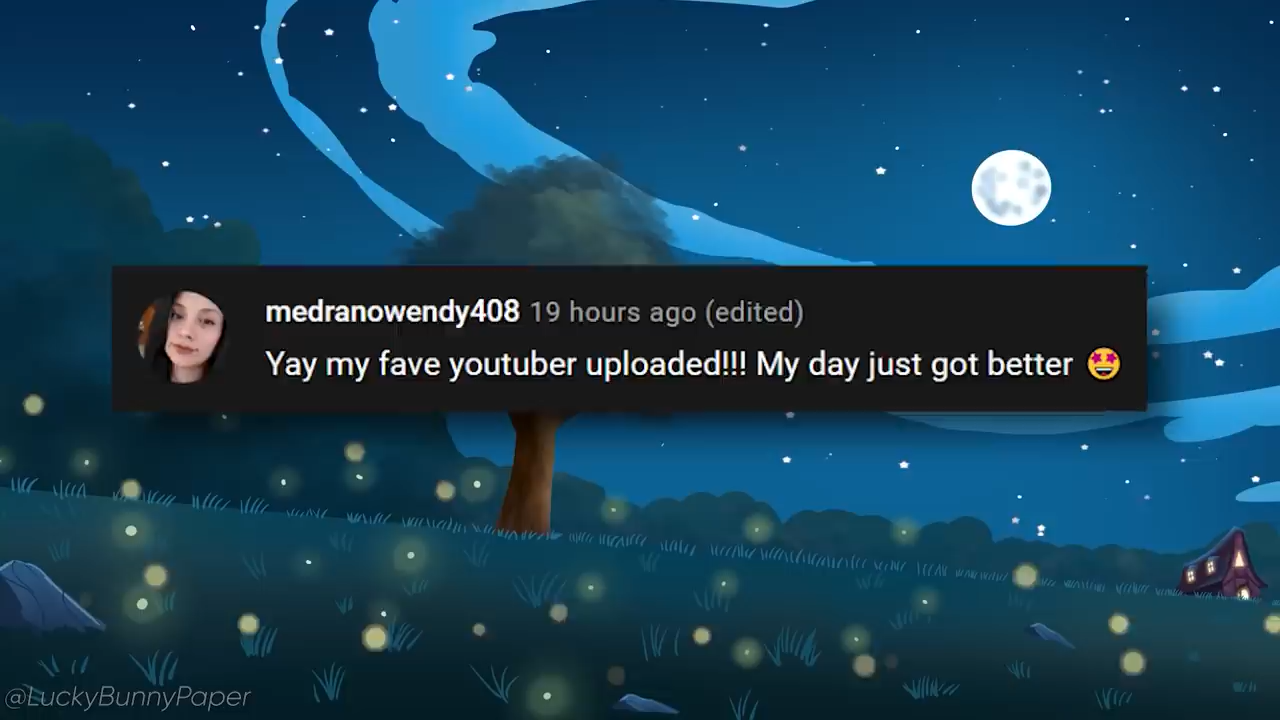 medranowendy408 19 hours ago (edited)
Yay my fave youtuber uploaded!!! My day just got better 🤩
@LuckyBunnyPaper